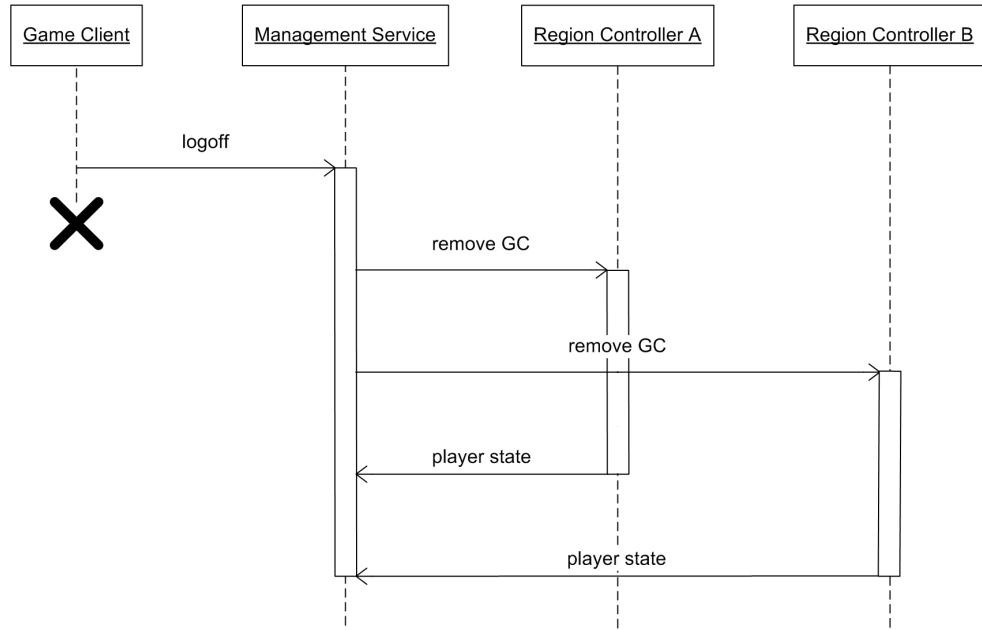 Game Client
Management Service
Region Controller A
Region Controller B
logoff
remove GC
remove GC
player state
player state